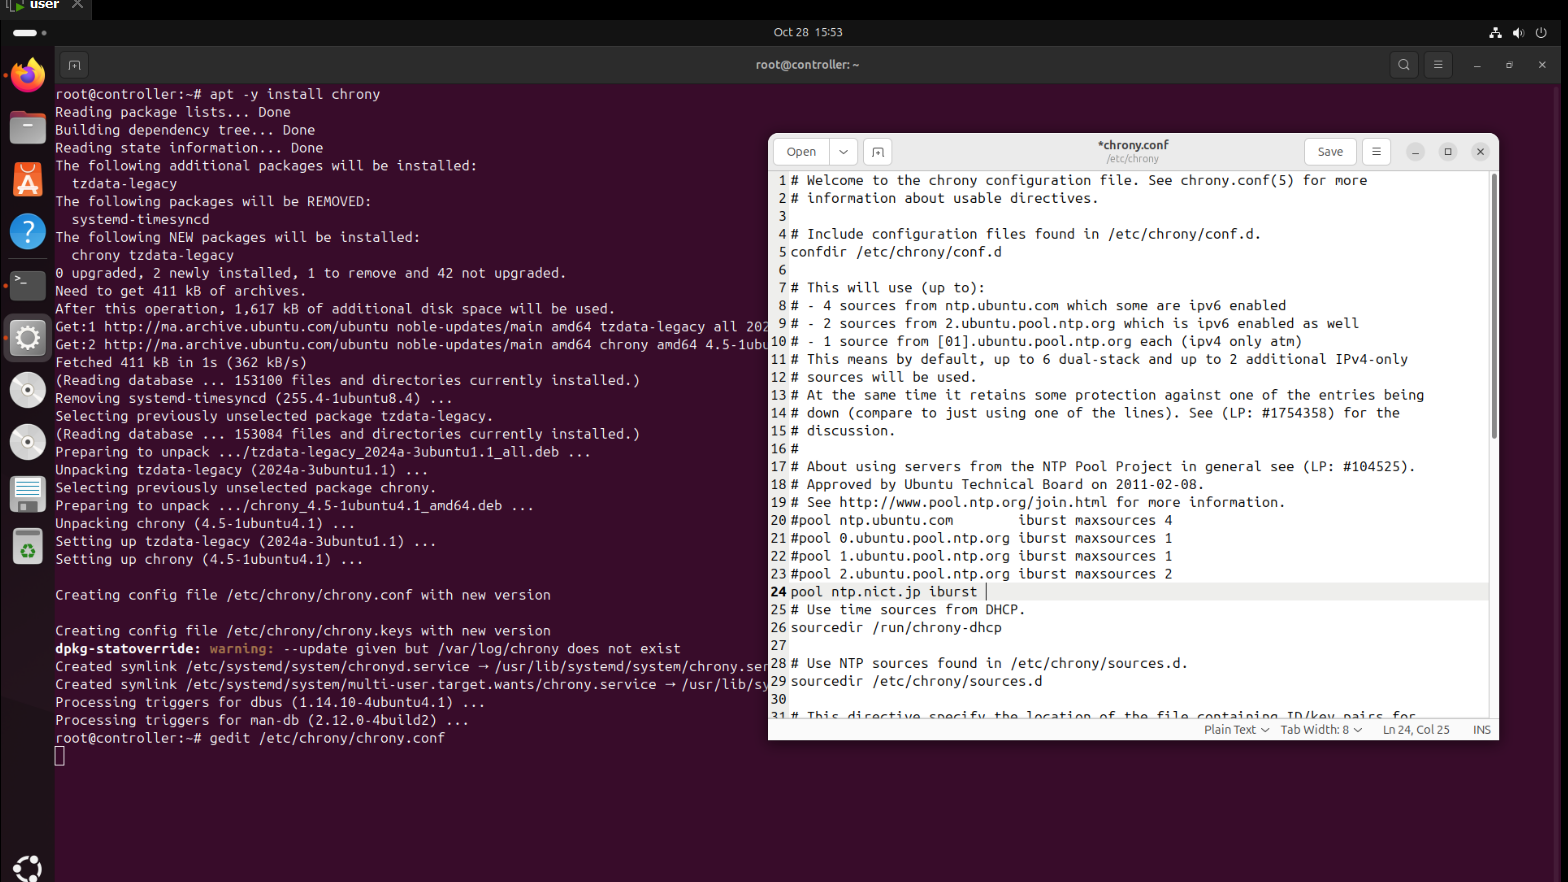 user
Oct 28 15:53
root@controller: ~
root@controller:~# apt -y install chrony
Reading package lists... Done
Building dependency tree... Done
Reading state information... Done
The following additional packages will be installed:
  tzdata-legacy
The following packages will be REMOVED:
  systemd-timesyncd
The following NEW packages will be installed:
  chrony tzdata-legacy
0 upgraded, 2 newly installed, 1 to remove and 42 not upgraded.
Need to get 411 kB of archives.
After this operation, 1,617 kB of additional disk space will be used.
Get:1 http://ma.archive.ubuntu.com/ubuntu noble-updates/main amd64 tzdata-legacy all 202
Get:2 http://ma.archive.ubuntu.com/ubuntu noble-updates/main amd64 chrony amd64 4.5-1ubu
Fetched 411 kB in 1s (362 kB/s)
(Reading database ... 153100 files and directories currently installed.)
Removing systemd-timesyncd (255.4-1ubuntu8.4) ...
Selecting previously unselected package tzdata-legacy.
(Reading database ... 153084 files and directories currently installed.)
Preparing to unpack .../tzdata-legacy_2024a-3ubuntu1.1_all.deb ...
Unpacking tzdata-legacy (2024a-3ubuntu1.1) ...
Selecting previously unselected package chrony.
Preparing to unpack .../chrony_4.5-1ubuntu4.1_amd64.deb ...
Unpacking chrony (4.5-1ubuntu4.1) ...
Setting up tzdata-legacy (2024a-3ubuntu1.1) ...
Setting up chrony (4.5-1ubuntu4.1) ...
Creating config file /etc/chrony/chrony.conf with new version
Creating config file /etc/chrony/chrony.keys with new version
dpkg-statoverride: warning: --update given but /var/log/chrony does not exist
Created symlink /etc/systemd/system/chronyd.service → /usr/lib/systemd/system/chrony.ser
Created symlink /etc/systemd/system/multi-user.target.wants/chrony.service → /usr/lib/sy
Processing triggers for dbus (1.14.10-4ubuntu4.1) ...
Processing triggers for man-db (2.12.0-4build2) ...
root@controller:~# gedit /etc/chrony/chrony.conf
Open
*chrony.conf
/etc/chrony
Save
1 # Welcome to the chrony configuration file. See chrony.conf(5) for more
2 # information about usable directives.
3
4 # Include configuration files found in /etc/chrony/conf.d.
5 confdir /etc/chrony/conf.d
6
7 # This will use (up to):
8 # - 4 sources from ntp.ubuntu.com which some are ipv6 enabled
9 # - 2 sources from 2.ubuntu.pool.ntp.org which is ipv6 enabled as well
10 # - 1 source from [01].ubuntu.pool.ntp.org each (ipv4 only atm)
11 # This means by default, up to 6 dual-stack and up to 2 additional IPv4-only
12 # sources will be used.
13 # At the same time it retains some protection against one of the entries being
14 # down (compare to just using one of the lines). See (LP: #1754358) for the
15 # discussion.
16 #
17 # About using servers from the NTP Pool Project in general see (LP: #104525).
18 # Approved by Ubuntu Technical Board on 2011-02-08.
19 # See http://www.pool.ntp.org/join.html for more information.
20 #pool ntp.ubuntu.com        iburst maxsources 4
21 #pool 0.ubuntu.pool.ntp.org iburst maxsources 1
22 #pool 1.ubuntu.pool.ntp.org iburst maxsources 1
23 #pool 2.ubuntu.pool.ntp.org iburst maxsources 2
24 pool ntp.nict.jp iburst
25 # Use time sources from DHCP.
26 sourcedir /run/chrony-dhcp
27
28 # Use NTP sources found in /etc/chrony/sources.d.
29 sourcedir /etc/chrony/sources.d
30
31 # This directive specify the location of the file containing ID/key pairs for
Plain Text Tab Width: 8 Ln 24, Col 25 INS